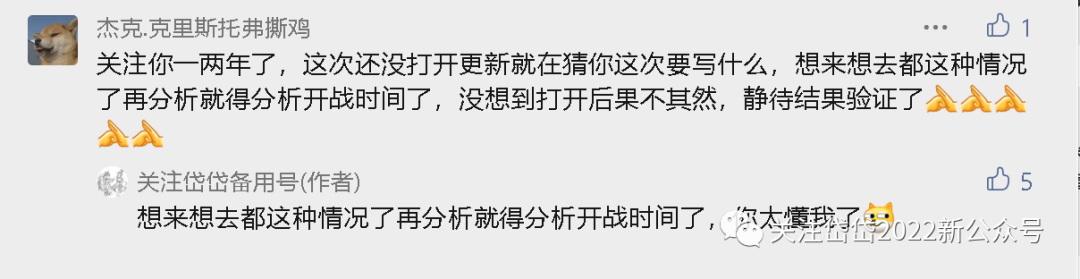 杰克.克里斯托弗撕鸡
1
关注你一两年了，这次还没打开更新就在猜你这次要写什么，想来想去都这种情况
了再分析就得分析开战时间了，没想到打开后果不其然，静待结果验证了
关注岱岱备用号(作者)
5
想来想去都这种情况了再分析就得分析开战时间了，你太懂我了
关注岱岱2022新公众号